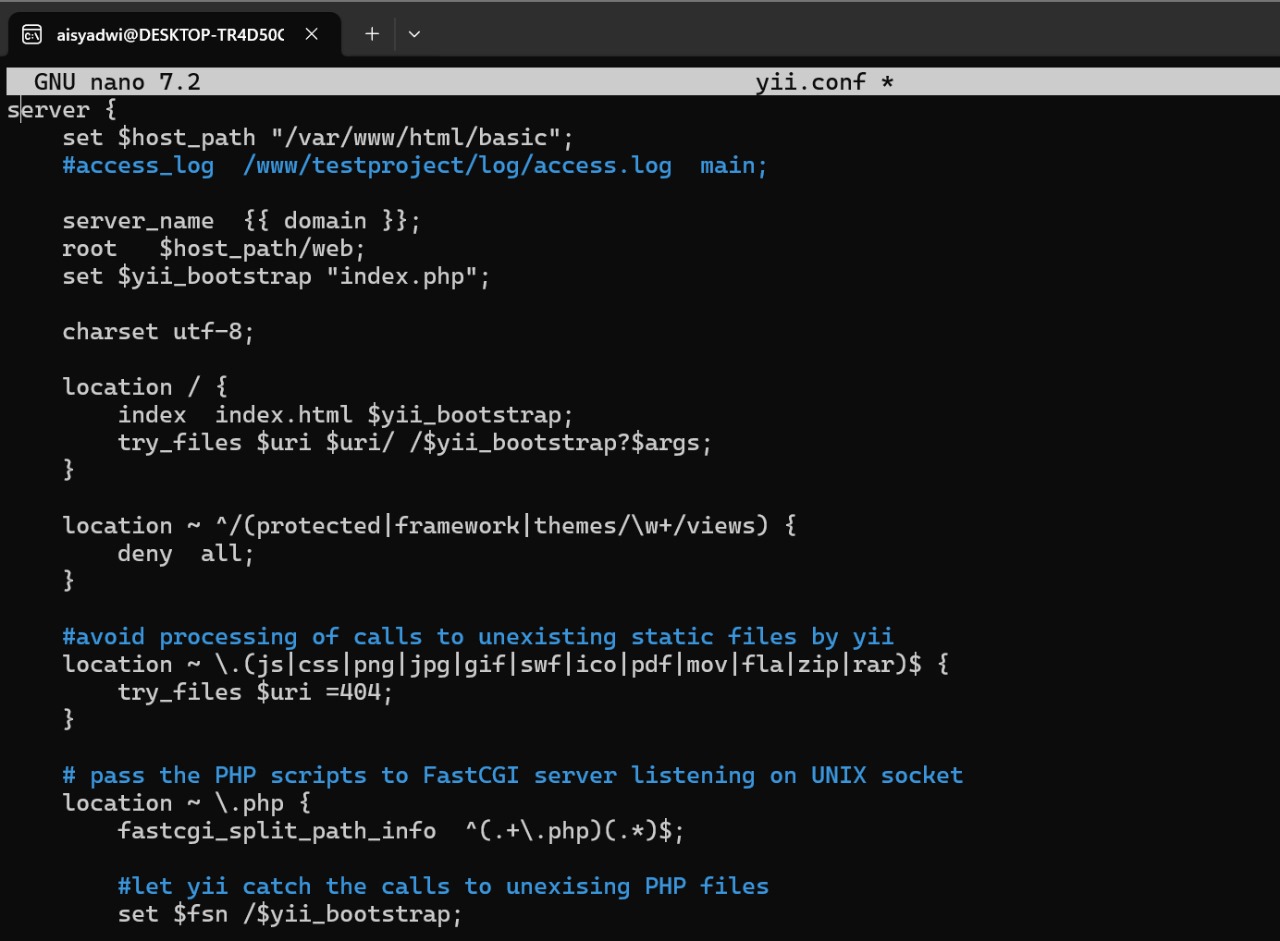 aisyadwi@DESKTOP-TR4D50
GNU nano 7.2 yii.conf *
server {
    set $host_path "/var/www/html/basic";
    #access_log  /www/testproject/log/access.log  main;

    server_name  {{ domain }};
    root   $host_path/web;
    set $yii_bootstrap "index.php";

    charset utf-8;

    location / {
        index  index.html $yii_bootstrap;
        try_files $uri $uri/ /$yii_bootstrap?$args;
    }

    location ~ ^/(protected|framework|themes/\w+/views) {
        deny  all;
    }

    #avoid processing of calls to unexisting static files by yii
    location ~ \.(js|css|png|jpg|gif|swf|ico|pdf|mov|fla|zip|rar)$ {
        try_files $uri =404;
    }

    # pass the PHP scripts to FastCGI server listening on UNIX socket
    location ~ \.php {
        fastcgi_split_path_info  ^(.+\.php)(.*)$;

        #let yii catch the calls to unexising PHP files
        set $fsn /$yii_bootstrap;